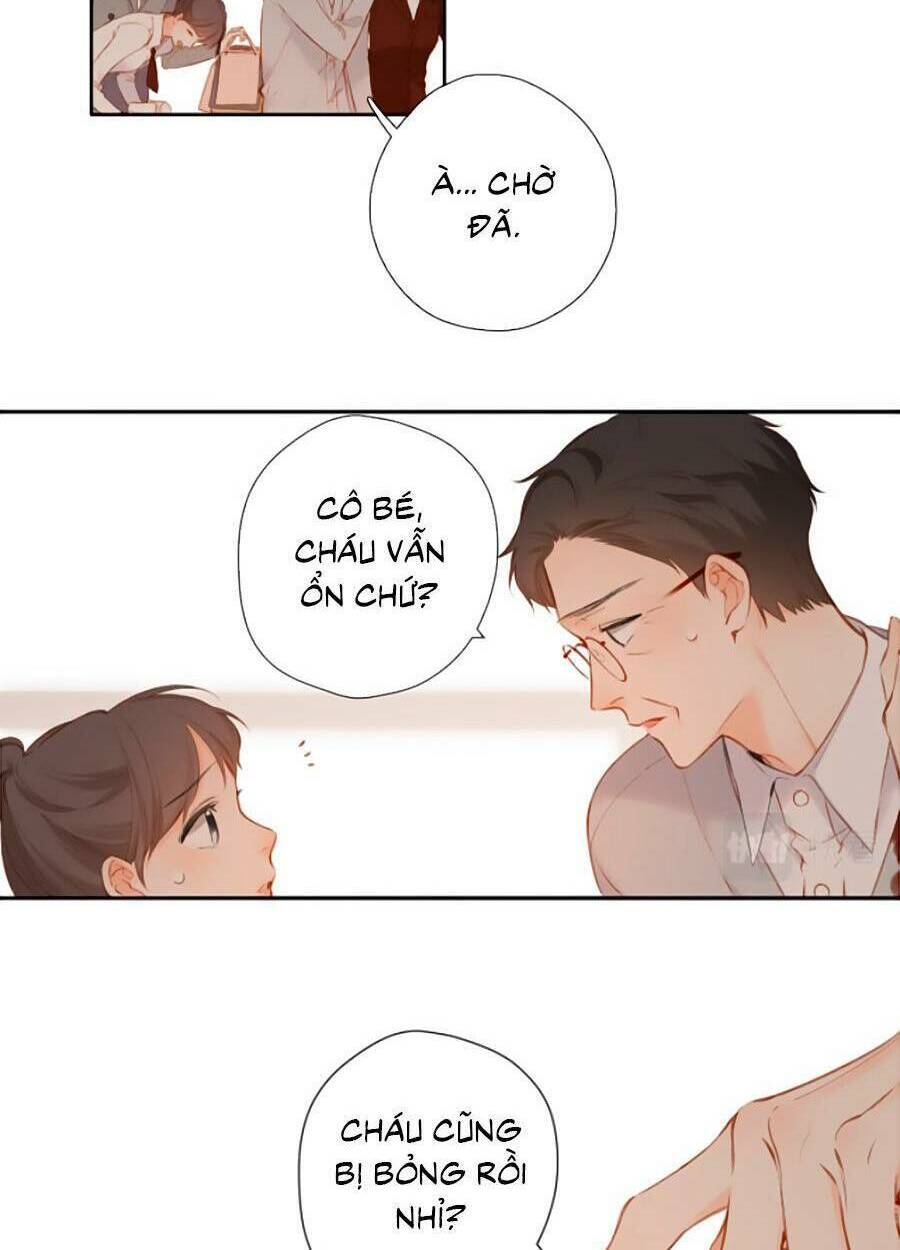 À... CHỜ
ĐÃ.
CÔ BÉ,
CHÁU VẪN
ỔN CHỨ?
CHÁU CŨNG
BỊ BỎNG RỒI
NHỈ?